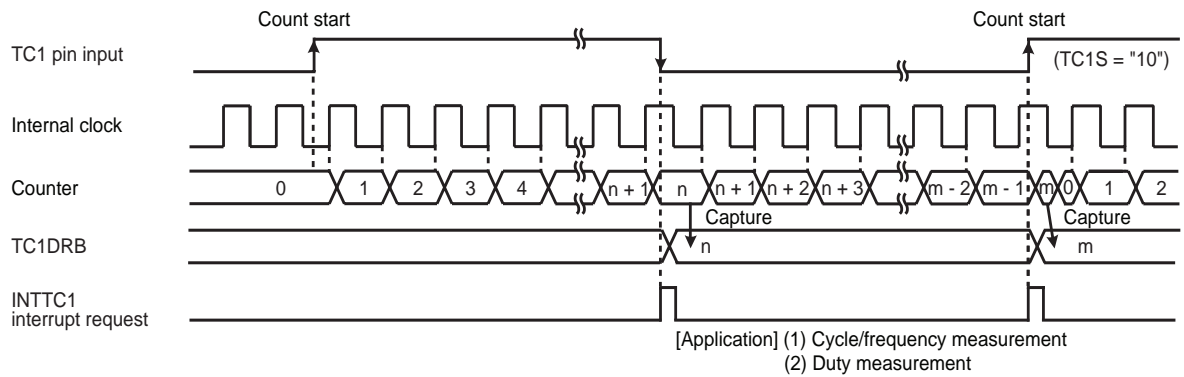 Count start Count start
TC1 pin input
(TC1S = "10")
Internal clock
Counter 0 1 2 3 4 n + 1 n n + 1 n + 2 n + 3 m - 2 m - 1 m 0 1 2
Capture Capture
TC1DRB n m
INTTC1
interrupt request
[Application] (1) Cycle/frequency measurement
(2) Duty measurement